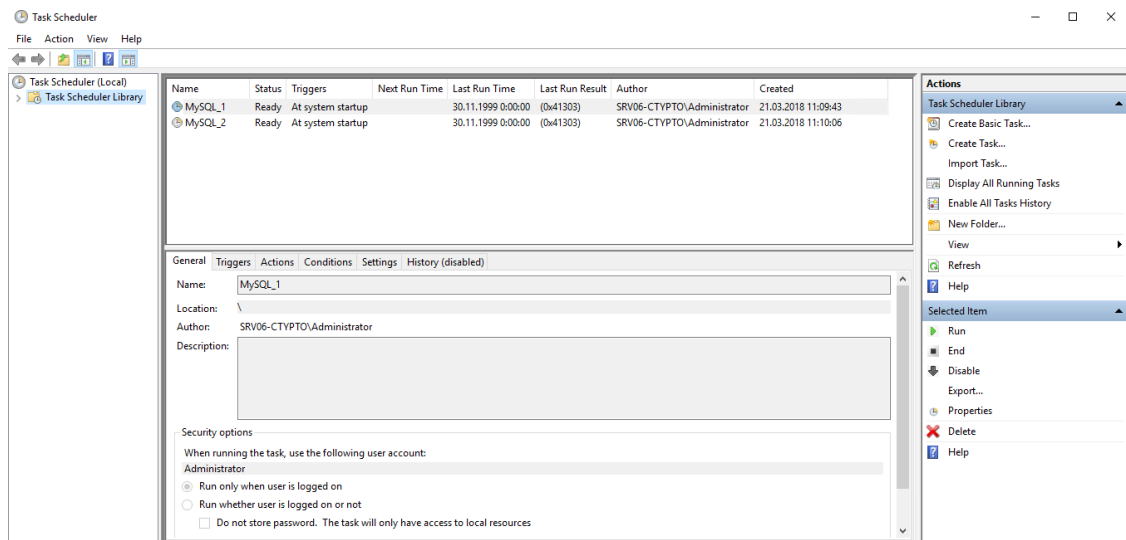 Task Scheduler
File Action View Help
Task Scheduler (Local)
Task Scheduler Library
Name Status Triggers Next Run Time Last Run Time Last Run Result Author Created
MySQL_1 Ready At system startup 30.11.1999 0:00:00 (0x41303) SRV06-CTYPTO\Administrator 21.03.2018 11:09:43
MySQL_2 Ready At system startup 30.11.1999 0:00:00 (0x41303) SRV06-CTYPTO\Administrator 21.03.2018 11:10:06
General Triggers Actions Conditions Settings History (disabled)
Name: MySQL_1
Location: \
Author: SRV06-CTYPTO\Administrator
Description:
Security options
When running the task, use the following user account:
Administrator
Run only when user is logged on
Run whether user is logged on or not
Do not store password. The task will only have access to local resources
Actions
Task Scheduler Library
Create Basic Task...
Create Task...
Import Task...
Display All Running Tasks
Enable All Tasks History
New Folder...
View
Refresh
Help
Selected Item
Run
End
Disable
Export...
Properties
Delete
Help